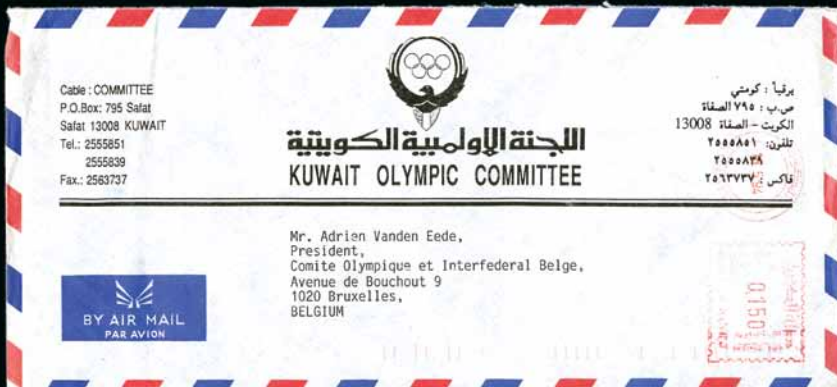 Cable : COMMITTEE
P.O.Box: 795 Safat
Safat 13008 KUWAIT
Tel.: 2555851
2555839
Fax.: 2563737
اللجنة الاولمبية الكويتية
KUWAIT OLYMPIC COMMITTEE
برقياً : كومتي
ص.ب : ٧٩٥ الصفاة
الكويت - الصفاة 13008
تلفون: ٢٥٥٥٨٥١
٢٥٥٥٨٣٩
فاكس : ٢٥٦٣٧٣٧
Mr. Adrien Vanden Eede,
President,
Comite Olympique et Interfederal Belge,
Avenue de Bouchout 9
1020 Bruxelles,
BELGIUM
BY AIR MAIL
PAR AVION
0150